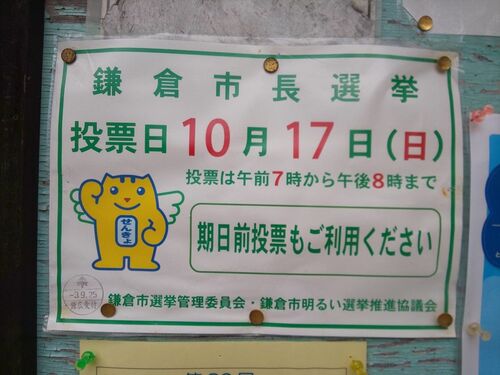 鎌倉市長選挙
投票日10月17日(日)
投票は午前7時から午後8時まで
せんきょ
期日前投票もご利用ください
-3.9.25
鎌倉市選挙管理委員会・鎌倉市明るい選挙推進協議会